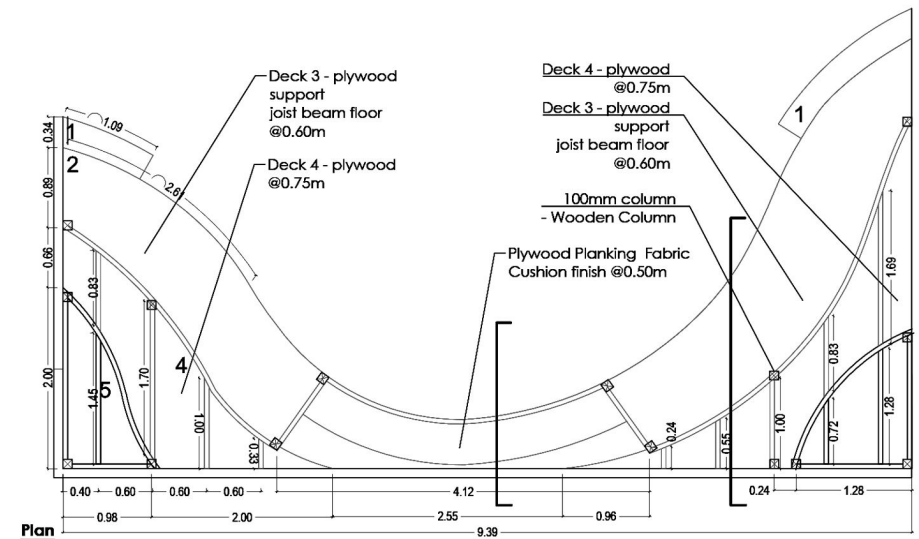 Deck 3 - plywood
support
joist beam floor
@0.60m
Deck 4 - plywood
@0.75m
Deck 4 - plywood
@0.75m
Deck 3 - plywood
support
joist beam floor
@0.60m
100mm column
- Wooden Column
Plywood Planking Fabric
Cushion finish @0.50m
1
2
1
4
5
1.09
2.61
0.34
0.89
0.66
2.00
0.83
1.45
1.70
1.00
0.33
0.24
0.55
1.00
0.83
0.72
1.69
1.28
0.40
0.60
0.60
0.60
4.12
0.24
1.28
0.98
2.00
2.55
0.96
9.39
Plan